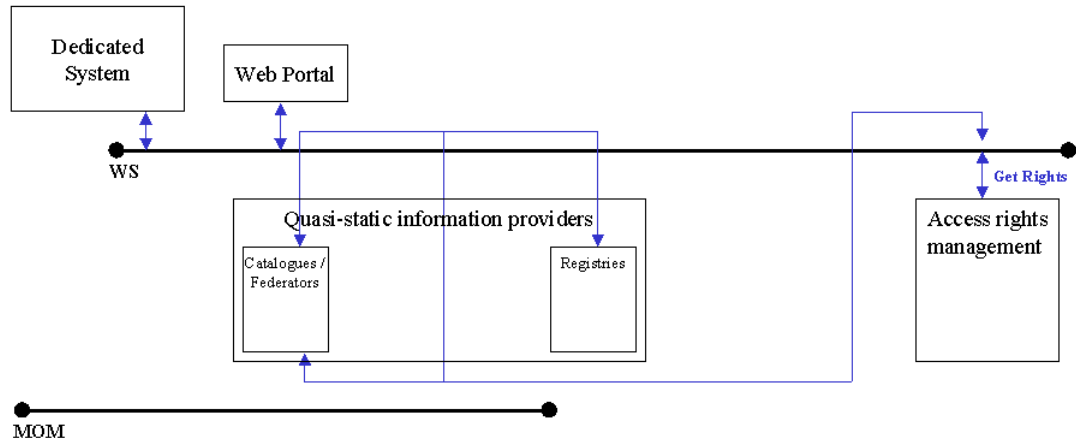 Dedicated
System
Web Portal
WS
Get Rights
Quasi-static information providers
Catalogues /
Federators
Registries
Access rights
management
MOM